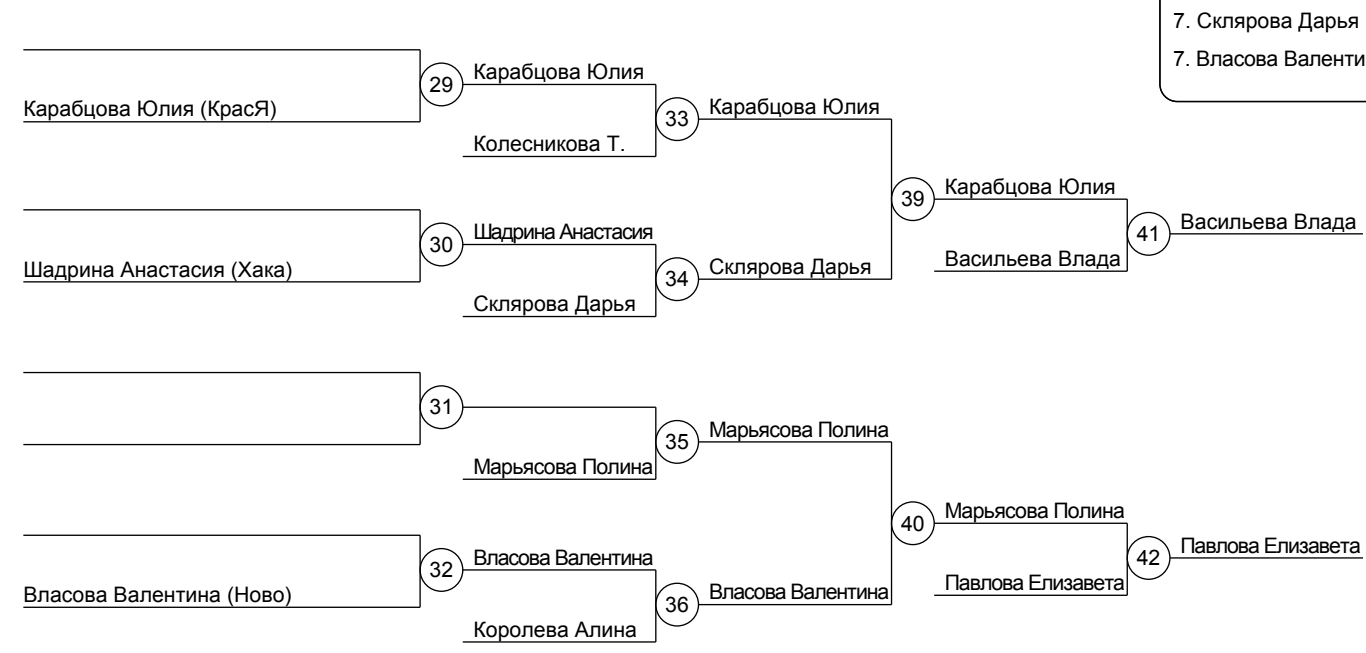 7. Склярова Дарья
7. Власова
Карабцова Юлия
29
Карабцова Юлия (КрасЯ)
Карабцова Юлия
33
Колесникова Т.
Карабцова Юлия
39
Шадрина Анастасия
Васильева Влада
30
41
Шадрина Анастасия (Хака)
Склярова Дарья
Васильева Влада
34
Склярова Дарья
31
Марьясова Полина
35
Марьясова Полина
Марьясова Полина
40
Власова Валентина
Павлова Елизавета
32
42
Власова Валентина (Ново)
Власова Валентина
Павлова Елизавета
36
Королева Алина